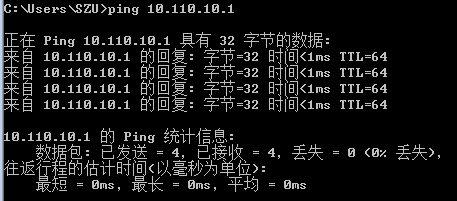 C:\Users\SZU>ping 10.110.10.1
正在 Ping 10.110.10.1 具有 32 字节的数据:
来自 10.110.10.1 的回复: 字节=32 时间<1ms TTL=64
来自 10.110.10.1 的回复: 字节=32 时间<1ms TTL=64
来自 10.110.10.1 的回复: 字节=32 时间<1ms TTL=64
来自 10.110.10.1 的回复: 字节=32 时间<1ms TTL=64
10.110.10.1 的 Ping 统计信息:
数据包: 已发送 = 4, 已接收 = 4, 丢失 = 0 (0% 丢失),
往返行程的估计时间(以毫秒为单位):
最短 = 0ms, 最长 = 0ms, 平均 = 0ms